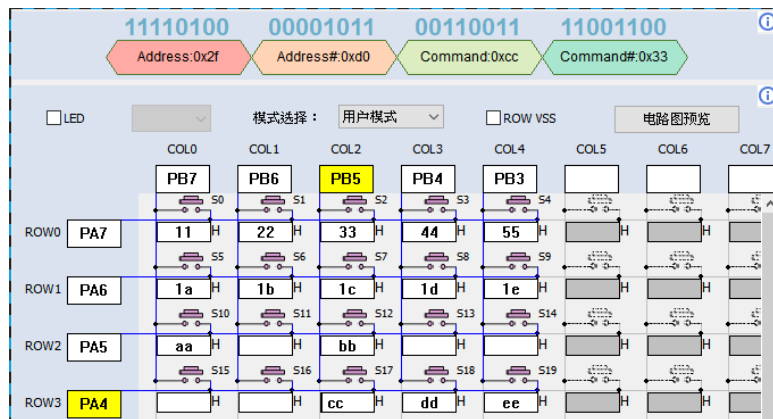 11110100 00001011 00110011 11001100
Address:0x2f Address#:0xd0 Command:0xcc Command#:0x33
LED 模式选择： 用户模式 ROW VSS 电路图预览
COL0 COL1 COL2 COL3 COL4 COL5 COL6 COL7
PB7 PB6 PB5 PB4 PB3
S0 S1 S2 S3 S4
ROW0 PA7 11 H 22 H 33 H 44 H 55 H H H
S5 S6 S7 S8 S9
ROW1 PA6 1a H 1b H 1c H 1d H 1e H H H
S10 S11 S12 S13 S14
ROW2 PA5 aa H H bb H H H H H
S15 S16 S17 S18 S19
ROW3 PA4 H H cc H dd H ee H H H